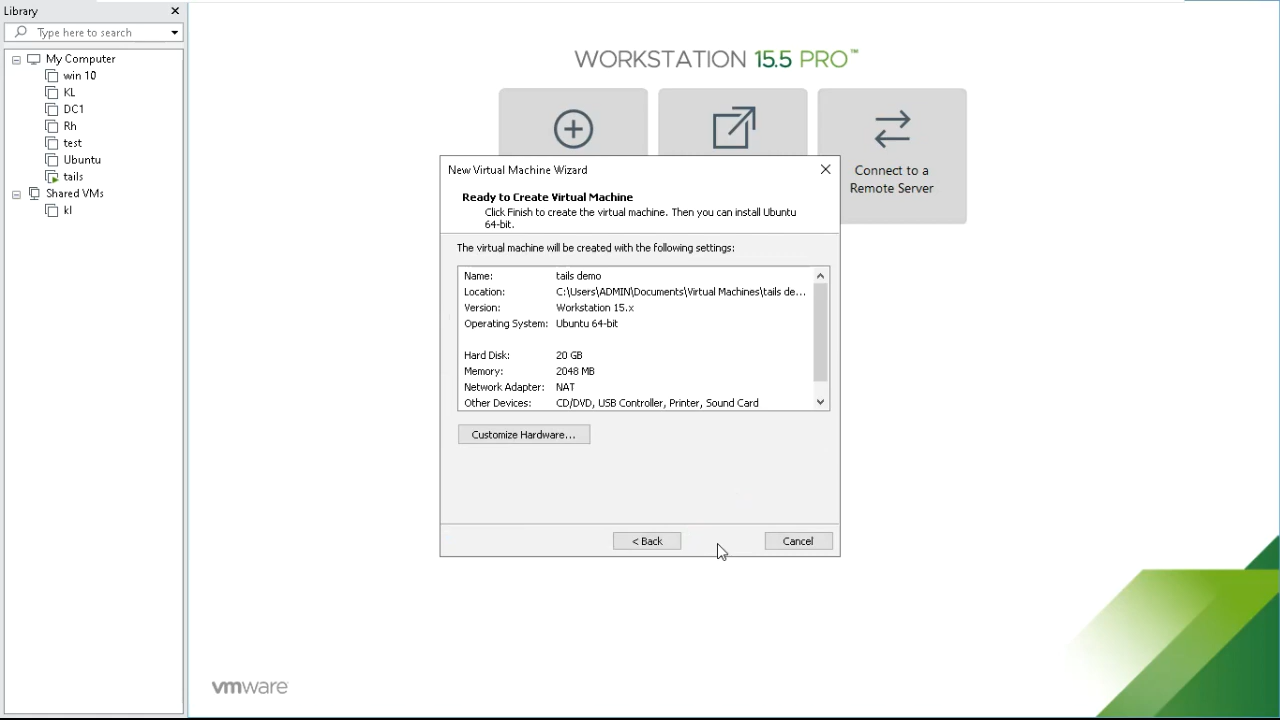 Library
Type here to search
My Computer
win 10
KL
DC1
Rh
test
Ubuntu
tails
Shared VMs
kl
WORKSTATION 15.5 PRO™
Connect to a
Remote Server
New Virtual Machine Wizard
Ready to Create Virtual Machine
Click Finish to create the virtual machine. Then you can install Ubuntu
64-bit.
The virtual machine will be created with the following settings:
Name: tails demo
Location: C:\Users\ADMIN\Documents\Virtual Machines\tails de...
Version: Workstation 15.x
Operating System: Ubuntu 64-bit
Hard Disk: 20 GB
Memory: 2048 MB
Network Adapter: NAT
Other Devices: CD/DVD, USB Controller, Printer, Sound Card
Customize Hardware...
< Back
Cancel
vmware